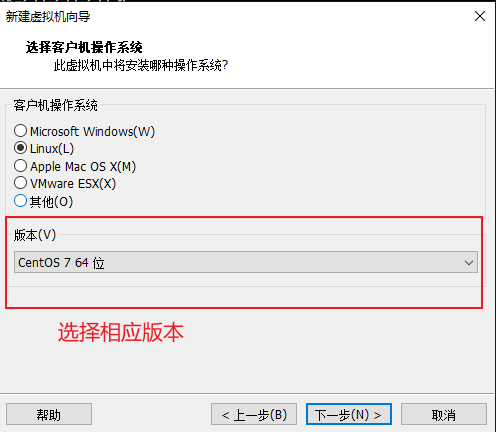 新建虚拟机向导
选择客户机操作系统
此虚拟机中将安装哪种操作系统?
客户机操作系统
Microsoft Windows(W)
Linux(L)
Apple Mac OS X(M)
VMware ESX(X)
其他(O)
版本(V)
CentOS 7 64 位
选择相应版本
帮助
< 上一步(B)
下一步(N) >
取消